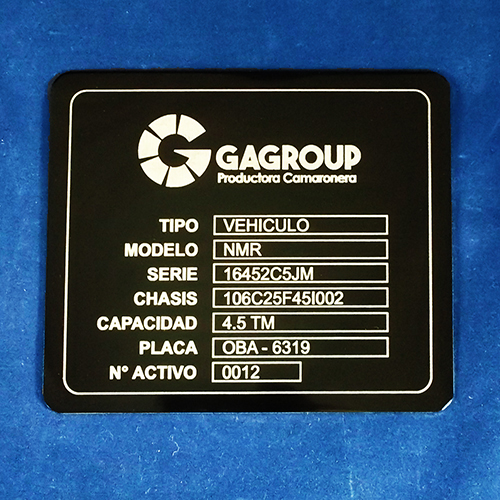 GAGROUP
Productora Camaronera
TIPO VEHICULO
MODELO NMR
SERIE 16452C5JM
CHASIS 106C25F45I002
CAPACIDAD 4.5 TM
PLACA OBA - 6319
N° ACTIVO 0012